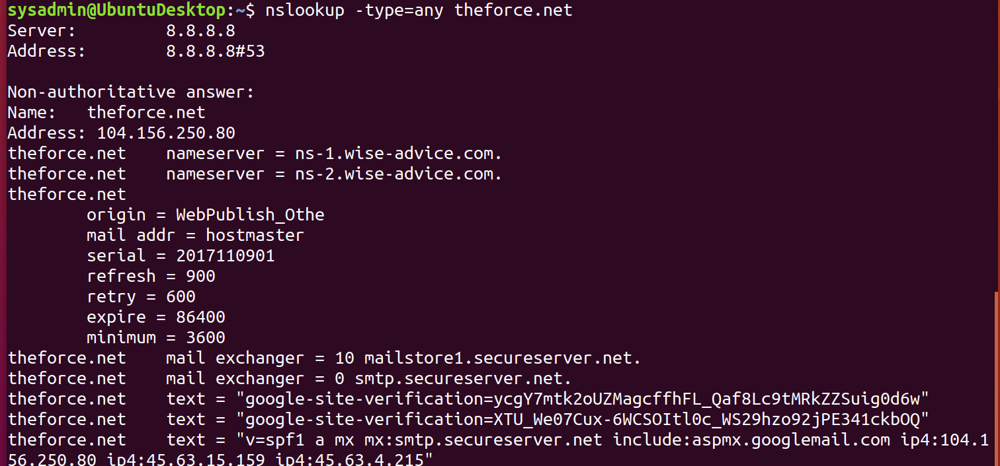 sysadmin@UbuntuDesktop:~$ nslookup -type=any theforce.net
Server: 8.8.8.8
Address: 8.8.8.8#53
Non-authoritative answer:
Name: theforce.net
Address: 104.156.250.80
theforce.net nameserver = ns-1.wise-advice.com.
theforce.net nameserver = ns-2.wise-advice.com.
theforce.net
origin = WebPublish_Othe
mail addr = hostmaster
serial = 2017110901
refresh = 900
retry = 600
expire = 86400
minimum = 3600
theforce.net mail exchanger = 10 mailstore1.secureserver.net.
theforce.net mail exchanger = 0 smtp.secureserver.net.
theforce.net text = "google-site-verification=ycgY7mtk2oUZMagcffhFL_Qaf8Lc9tMRkZZSuig0d6w"
theforce.net text = "google-site-verification=XTU_We07Cux-6WCSOItl0c_WS29hzo92jPE341ckbOQ"
theforce.net text = "v=spf1 a mx mx:smtp.secureserver.net include:aspmx.googlemail.com ip4:104.1
56.250.80 ip4:45.63.15.159 ip4:45.63.4.215"